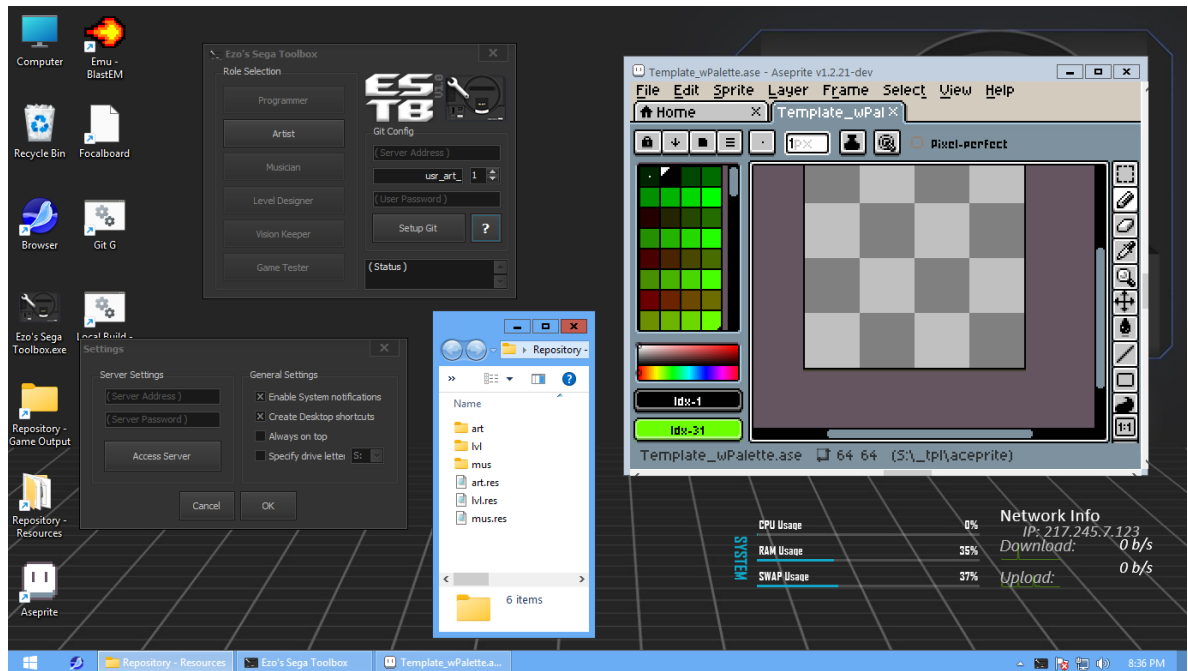 Computer
Emu -
BlastEM
Recycle Bin
Focalboard
Browser
Git G
Ezo's Sega
Toolbox.exe
Local Build -
Repository -
Game Output
Repository -
Resources
Aseprite
Ezo's Sega Toolbox
Role Selection
Programmer
Artist
Musician
Level Designer
Vision Keeper
Game Tester
ES
TB
V1.0
Git Config
( Server Address )
usr_art_ 1
( User Password )
Setup Git ?
( Status )
Settings
Server Settings
( Server Address )
( Server Password )
Access Server
General Settings
Enable System notifications
Create Desktop shortcuts
Always on top
Specify drive letter S:
Cancel OK
Repository -
Name
art
lvl
mus
art.res
lvl.res
mus.res
6 items
Template_wPalette.ase - Aseprite v1.2.21-dev
File Edit Sprite Layer Frame Select View Help
Home Template_wPal
1px Pixel-perfect
Idx-1
Idx-31
1:1
Template_wPalette.ase 64 64 (S:\_tpl\aceprite)
SYSTEM
CPU Usage 0%
RAM Usage 35%
SWAP Usage 37%
Network Info
IP: 217.245.7.123
Download: 0 b/s
Upload: 0 b/s
Repository - Resources Ezo's Sega Toolbox Template_wPalette.a... 8:36 PM